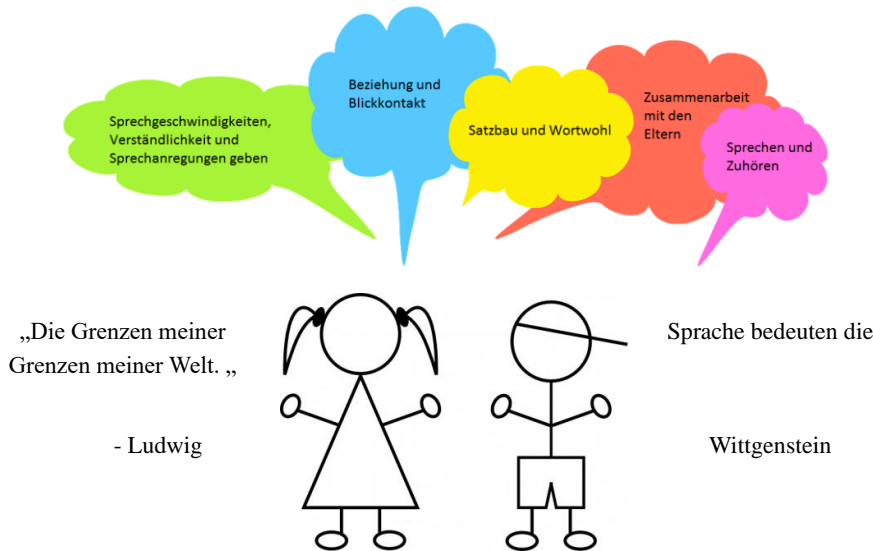 Sprechgeschwindigkeiten,
Verständlichkeit und
Sprechanregungen geben
Beziehung und
Blickkontakt
Satzbau und Wortwohl
Zusammenarbeit
mit den
Eltern
Sprechen und
Zuhören
„Die Grenzen meiner Sprache bedeuten die
Grenzen meiner Welt. „
- Ludwig Wittgenstein